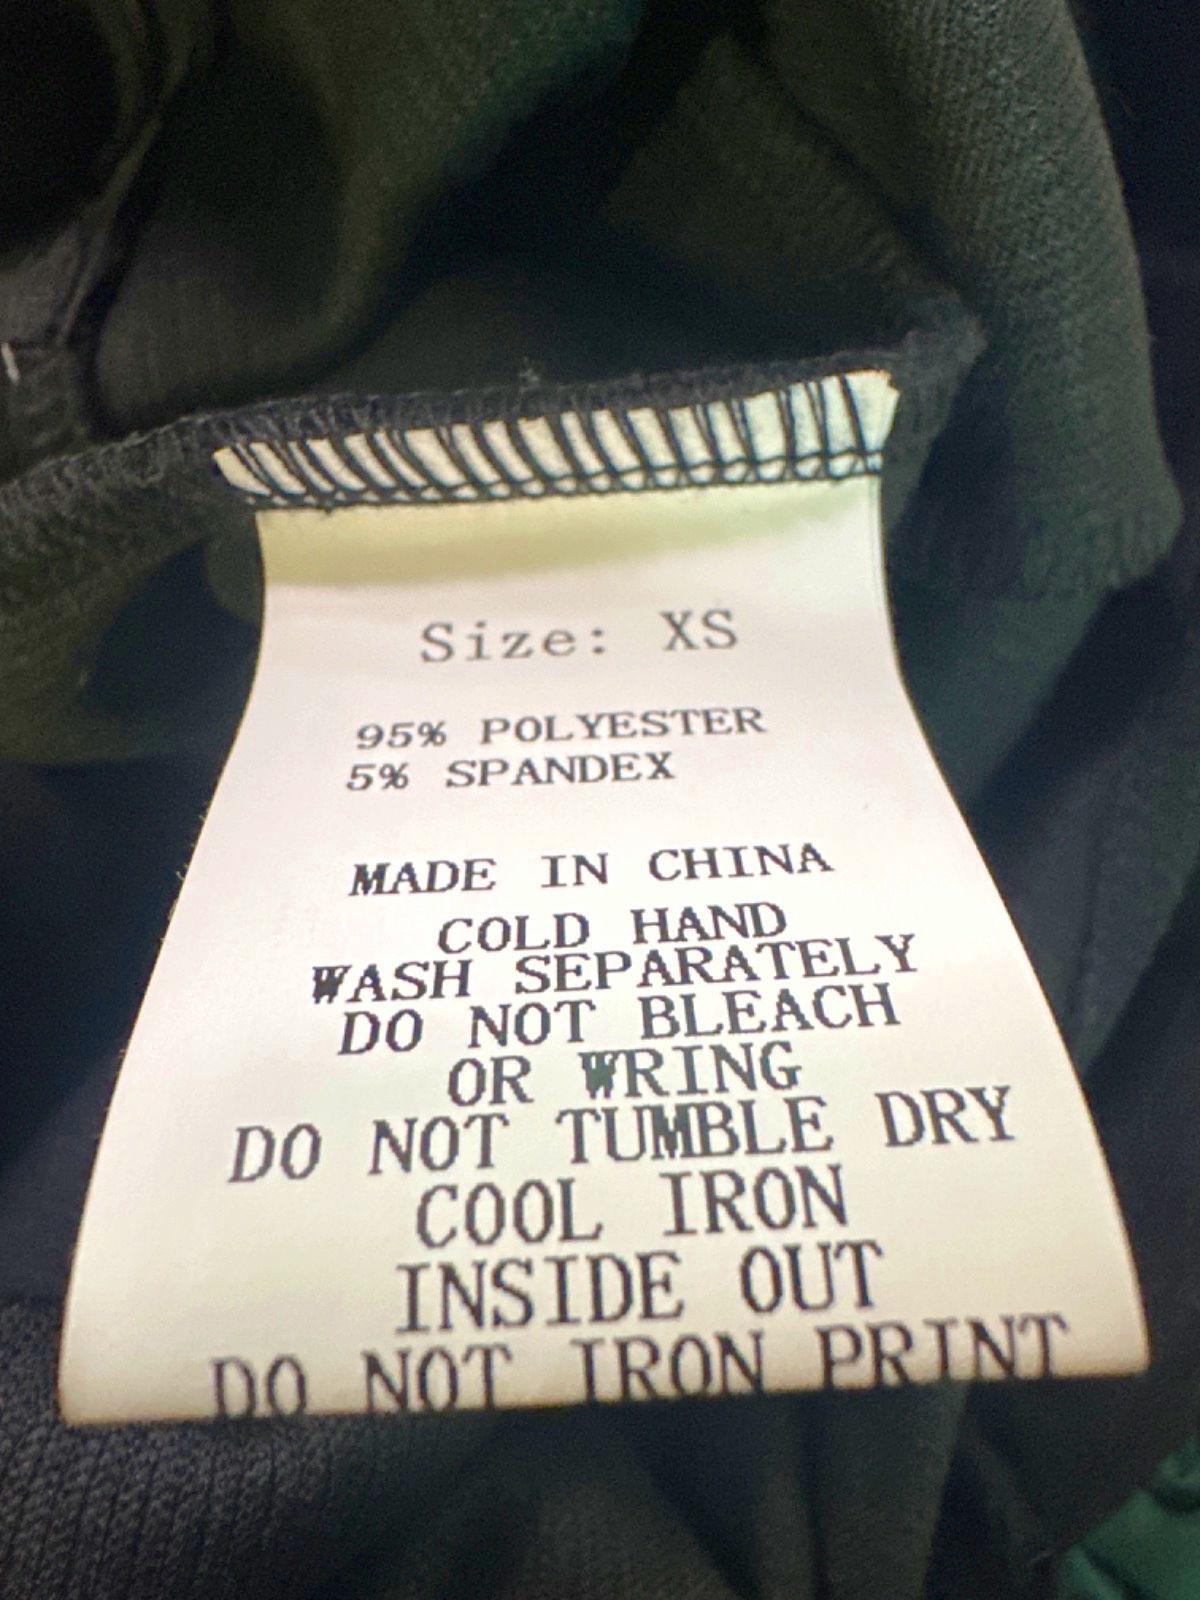 Size: XS
95% POLYESTER
5% SPANDEX
MADE IN CHINA
COLD HAND
WASH SEPARATELY
DO NOT BLEACH
OR WRING
DO NOT TUMBLE DRY
COOL IRON
INSIDE OUT
DO NOT IRON PRINT